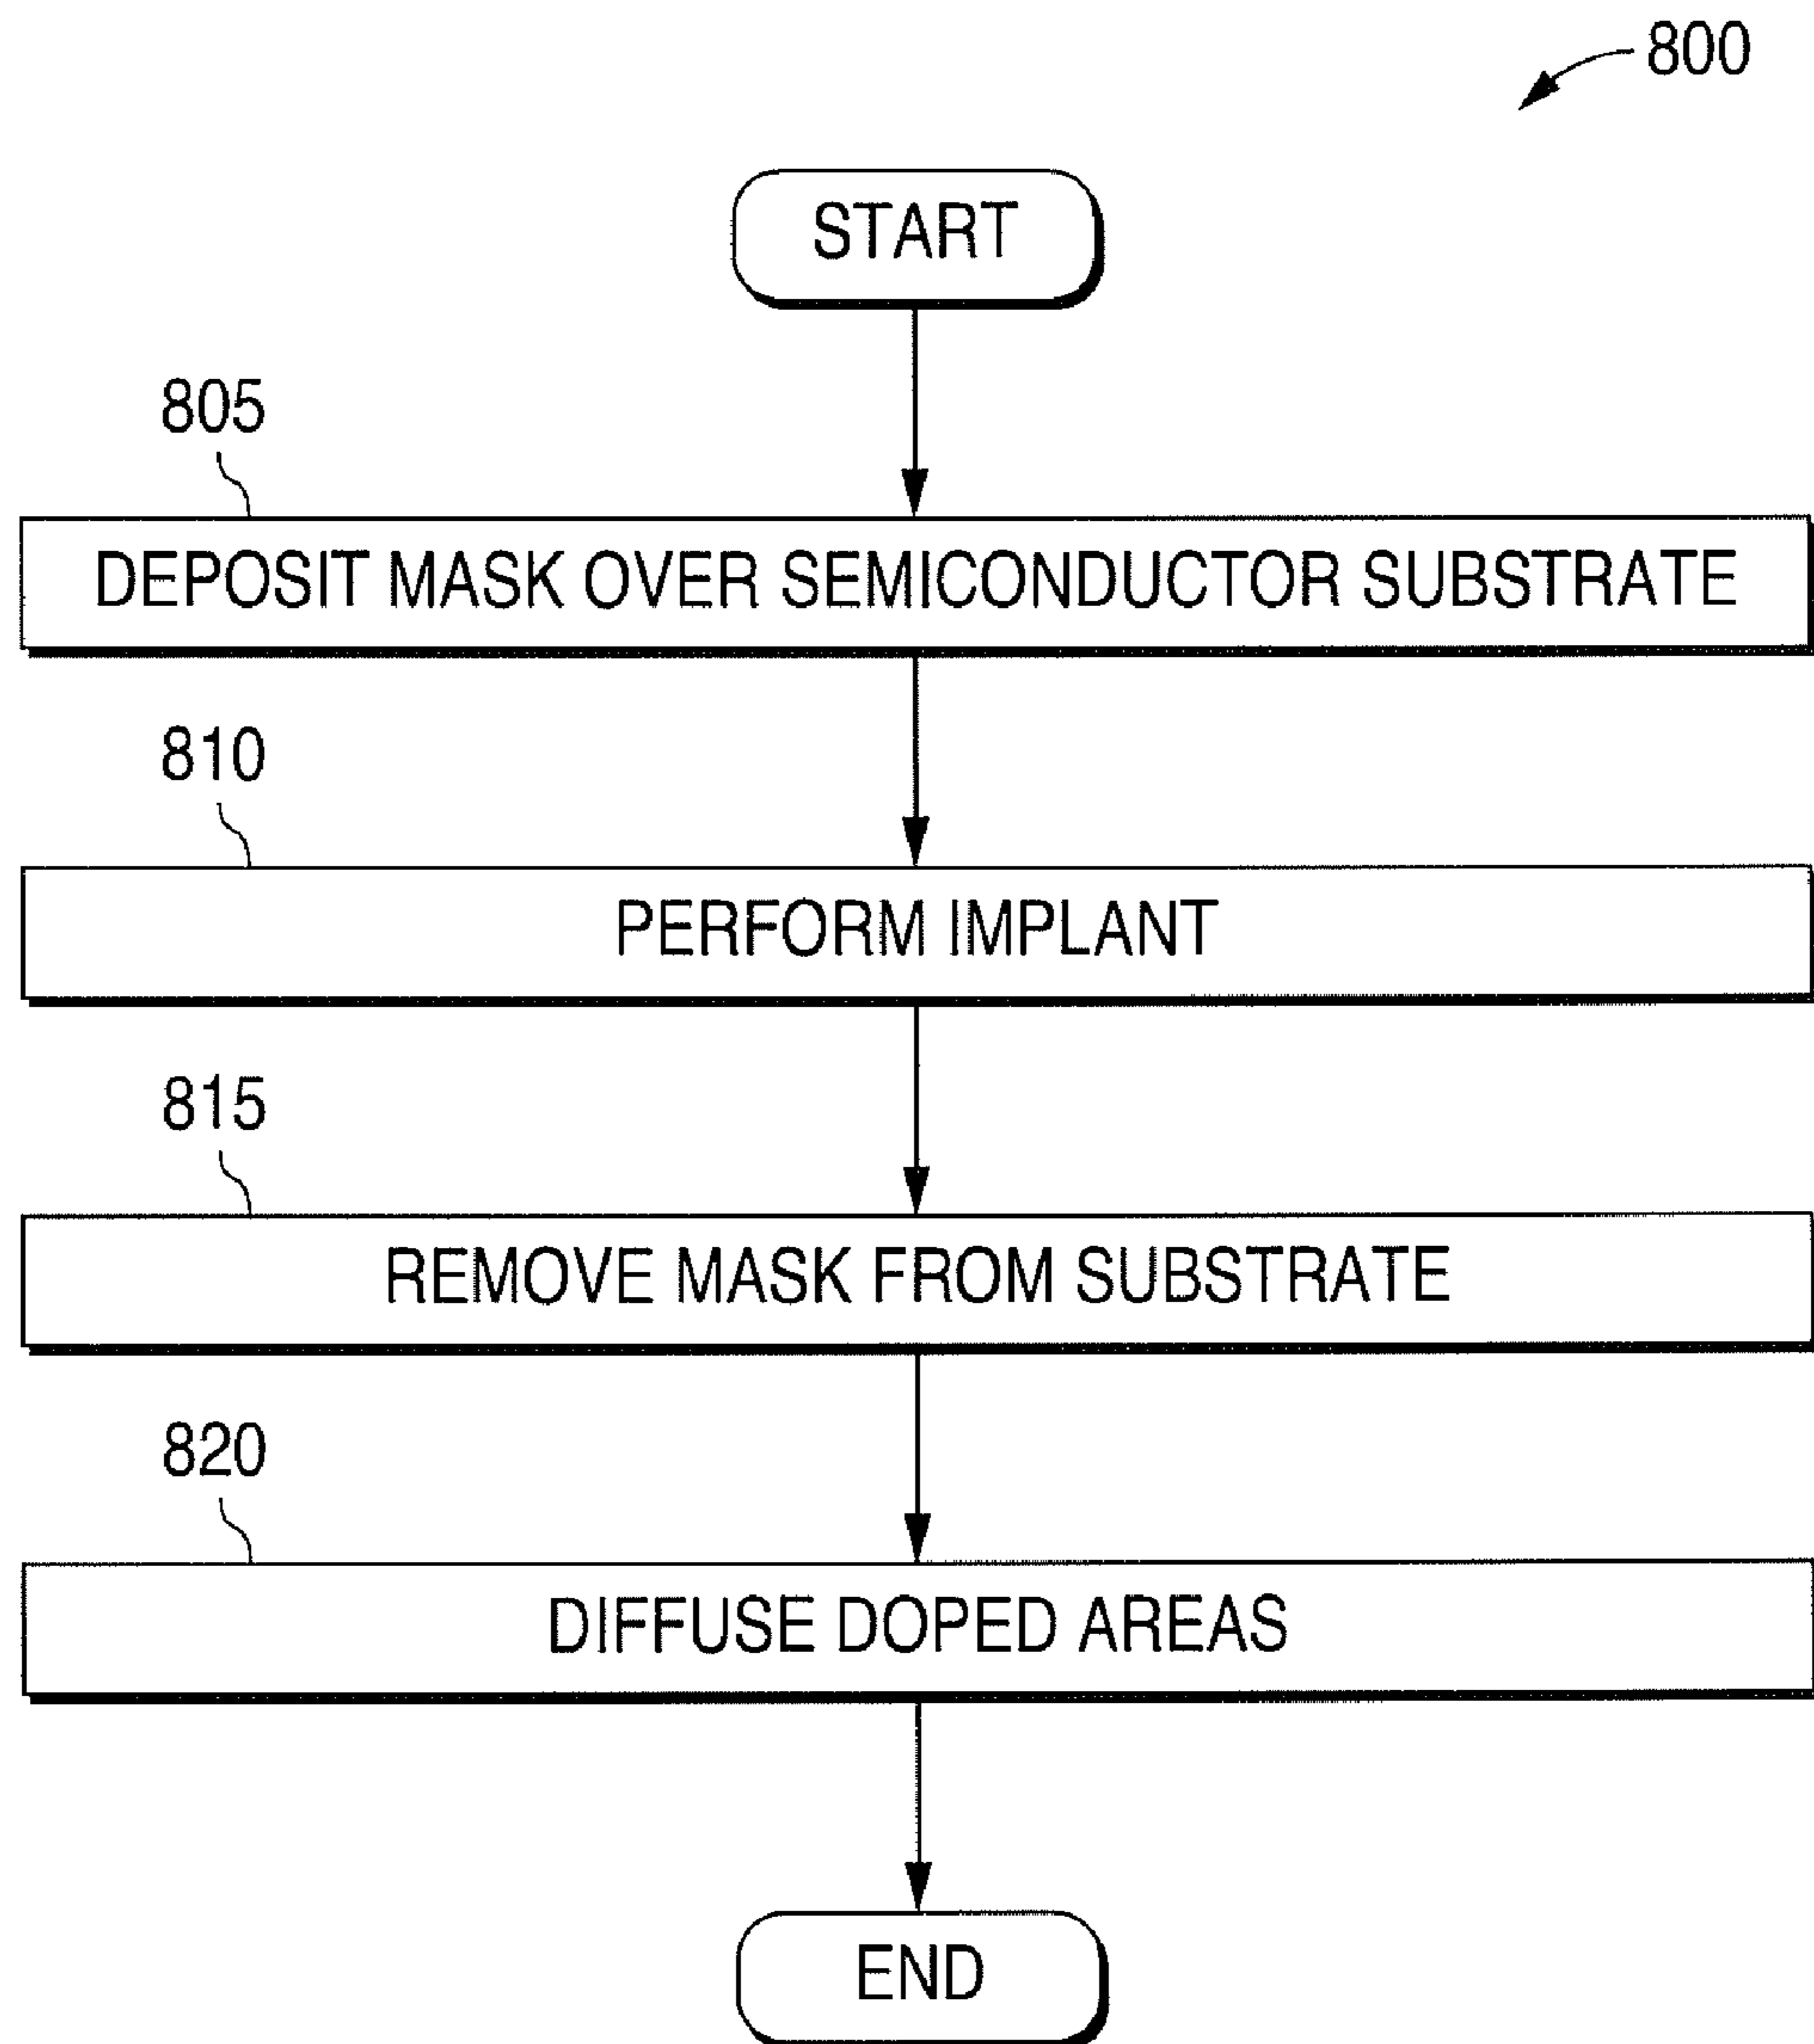 800
START
805
DEPOSIT MASK OVER SEMICONDUCTOR SUBSTRATE
810
PERFORM IMPLANT
815
REMOVE MASK FROM SUBSTRATE
820
DIFFUSE DOPED AREAS
END